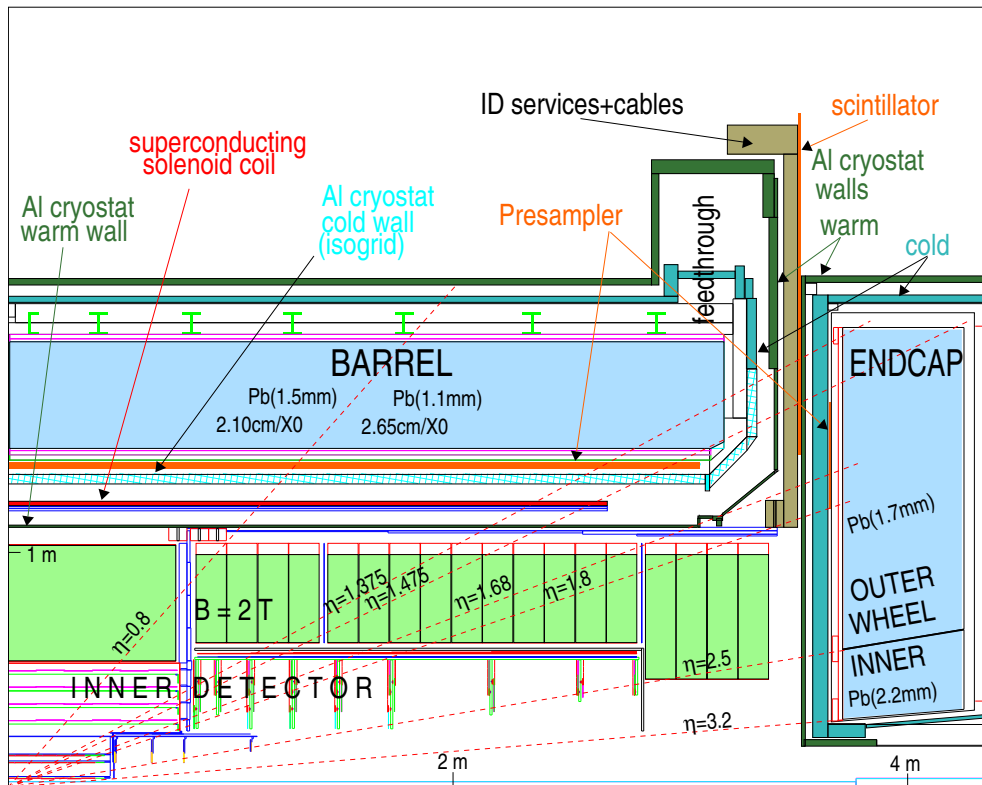 ID services+cables
scintillator
superconducting
solenoid coil
Al cryostat
walls
warm
cold
Al cryostat
warm wall
Al cryostat
cold wall
(isogrid)
Presampler
feedthrough
BARREL
Pb(1.5mm)
Pb(1.1mm)
2.10cm/X0
2.65cm/X0
ENDCAP
Pb(1.7mm)
1 m
η=0.8
B = 2 T
η=1.375
η=1.475
η=1.68
η=1.8
OUTER
WHEEL
η=2.5
INNER
Pb(2.2mm)
INNER DETECTOR
η=3.2
2 m
4 m